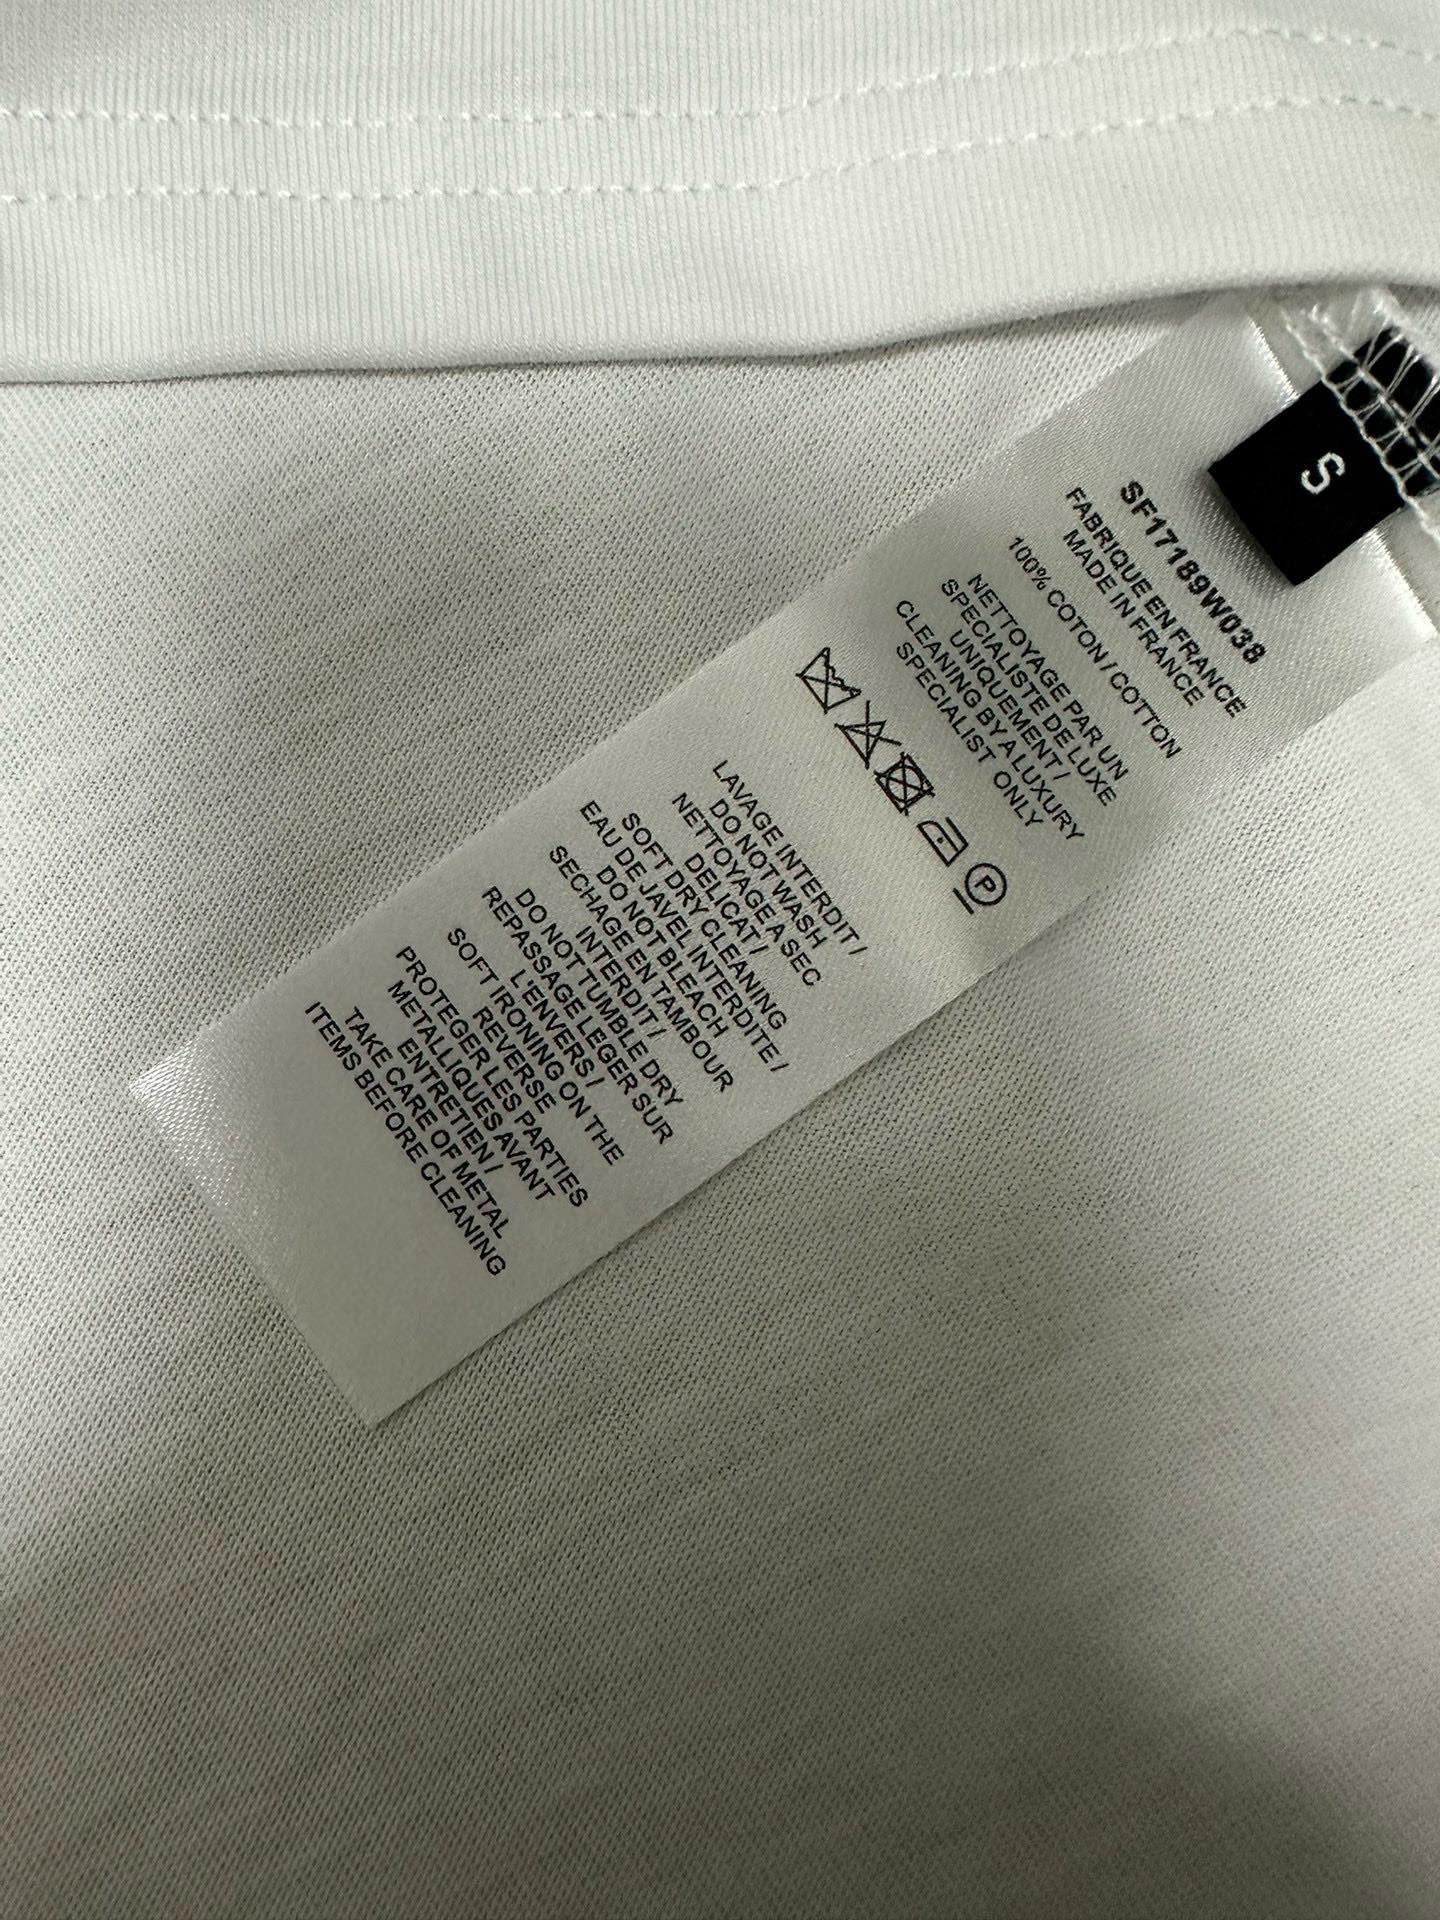 S
SF17189W038
FABRIQUE EN FRANCE
MADE IN FRANCE
100% COTON / COTTON
NETTOYAGE PAR UN
SPECIALISTE DE LUXE
UNIQUEMENT /
CLEANING BY A LUXURY
SPECIALIST ONLY
P
LAVAGE INTERDIT /
DO NOT WASH
NETTOYAGE A SEC
DELICAT /
SOFT DRY CLEANING
EAU DE JAVEL INTERDITE /
DO NOT BLEACH
SECHAGE EN TAMBOUR
INTERDIT /
DO NOT TUMBLE DRY
REPASSAGE LEGER SUR
L'ENVERS /
SOFT IRONING ON THE
REVERSE
PROTEGER LES PARTIES
METALLIQUES AVANT
ENTRETIEN /
TAKE CARE OF METAL
ITEMS BEFORE CLEANING